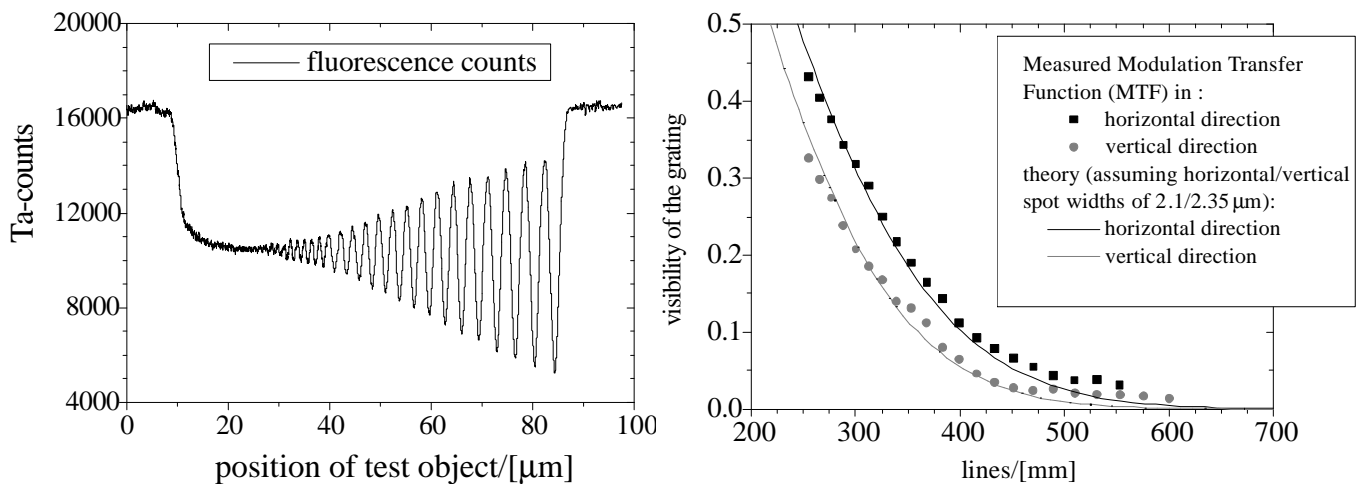 20000
16000
12000
8000
4000
0
20
40
60
80
100
Ta-counts
position of test object/[μm]
fluorescence counts
0.5
0.4
0.3
0.2
0.1
0.0
200
300
400
500
600
700
visibility of the grating
lines/[mm]
Measured Modulation Transfer
Function (MTF) in :
horizontal direction
vertical direction
theory (assuming horizontal/vertical
spot widths of 2.1/2.35 μm):
horizontal direction
vertical direction